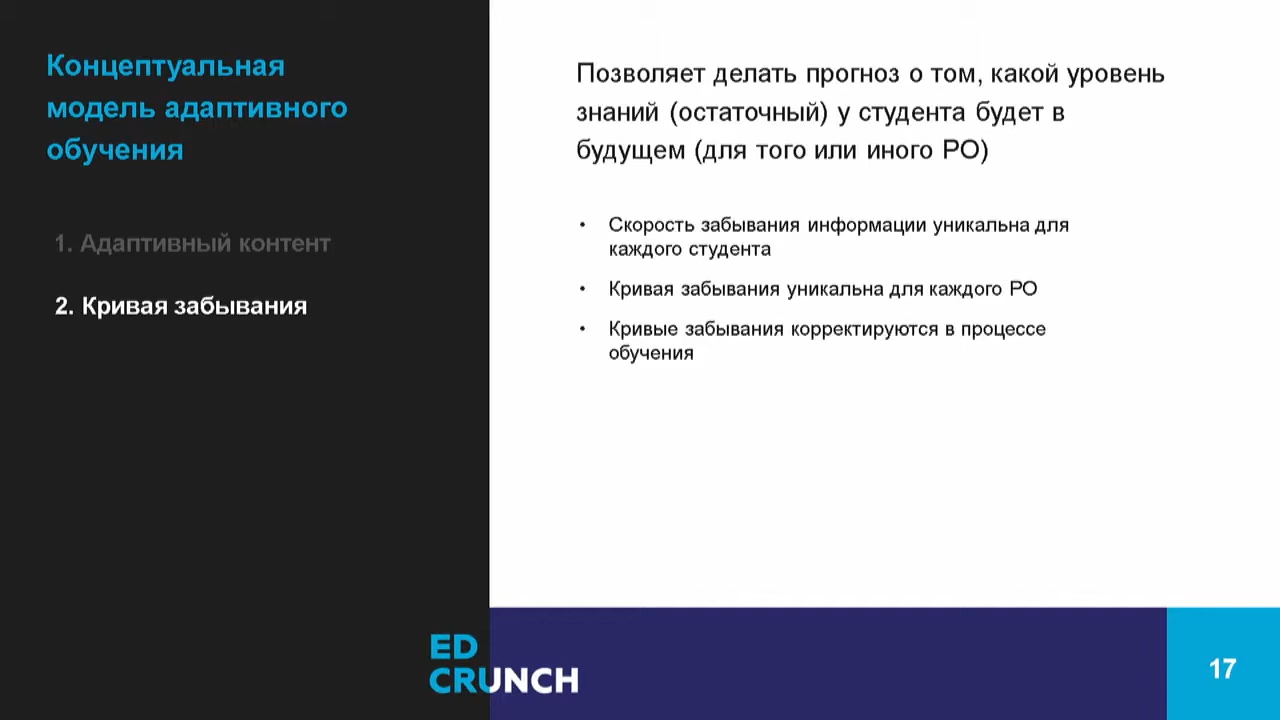 Концептуальная
модель адаптивного
обучения
1. Адаптивный контент
2. Кривая забывания
Позволяет делать прогноз о том, какой уровень
знаний (остаточный) у студента будет в
будущем (для того или иного РО)
• Скорость забывания информации уникальна для
каждого студента
• Кривая забывания уникальна для каждого РО
• Кривые забывания корректируются в процессе
обучения
ED
CRUNCH
17